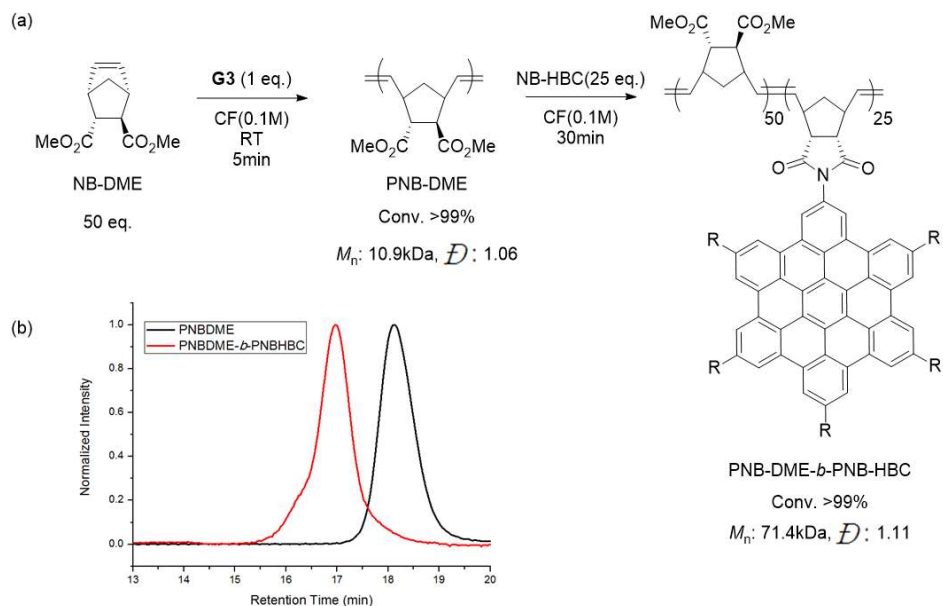 (a)
MeO₂C
CO₂Me
MeO₂C
CO₂Me
NB-DME
50 eq.
G3 (1 eq.)
CF(0.1M)
RT
5min
MeO₂C
CO₂Me
PNB-DME
Conv. >99%
Mn: 10.9kDa, Đ: 1.06
NB-HBC(25 eq.)
CF(0.1M)
30min
50
25
O
O
N
R
R
R
R
R
PNB-DME-b-PNB-HBC
Conv. >99%
Mn: 71.4kDa, Đ: 1.11
(b)
PNBDME
PNBDME-b-PNBHBC
Normalized Intensity
1.0
0.8
0.6
0.4
0.2
0.0
13 14 15 16 17 18 19 20
Retention Time (min)